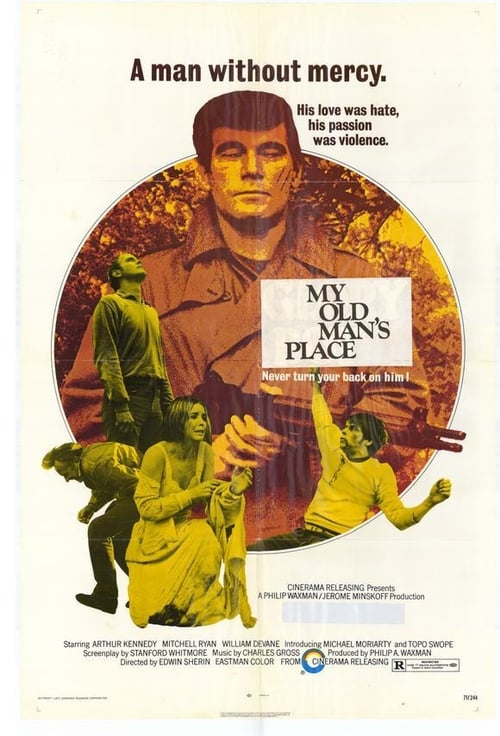 A man without mercy.
His love was hate,
his passion
was violence.
MY
OLD
MAN'S
PLACE
Never turn your back on him!
CINERAMA RELEASING Presents
A PHILIP WAXMAN/JEROME MINSKOFF Production
Starring ARTHUR KENNEDY MITCHELL RYAN WILLIAM DEVANE Introducing MICHAEL MORIARTY and TOPO SWOPE
Screenplay by STANFORD WHITMORE Music by CHARLES GROSS Produced by PHILIP A. WAXMAN
Directed by EDWIN SHERIN EASTMAN COLOR FROM CINERAMA RELEASING R RESTRICTED
71/244